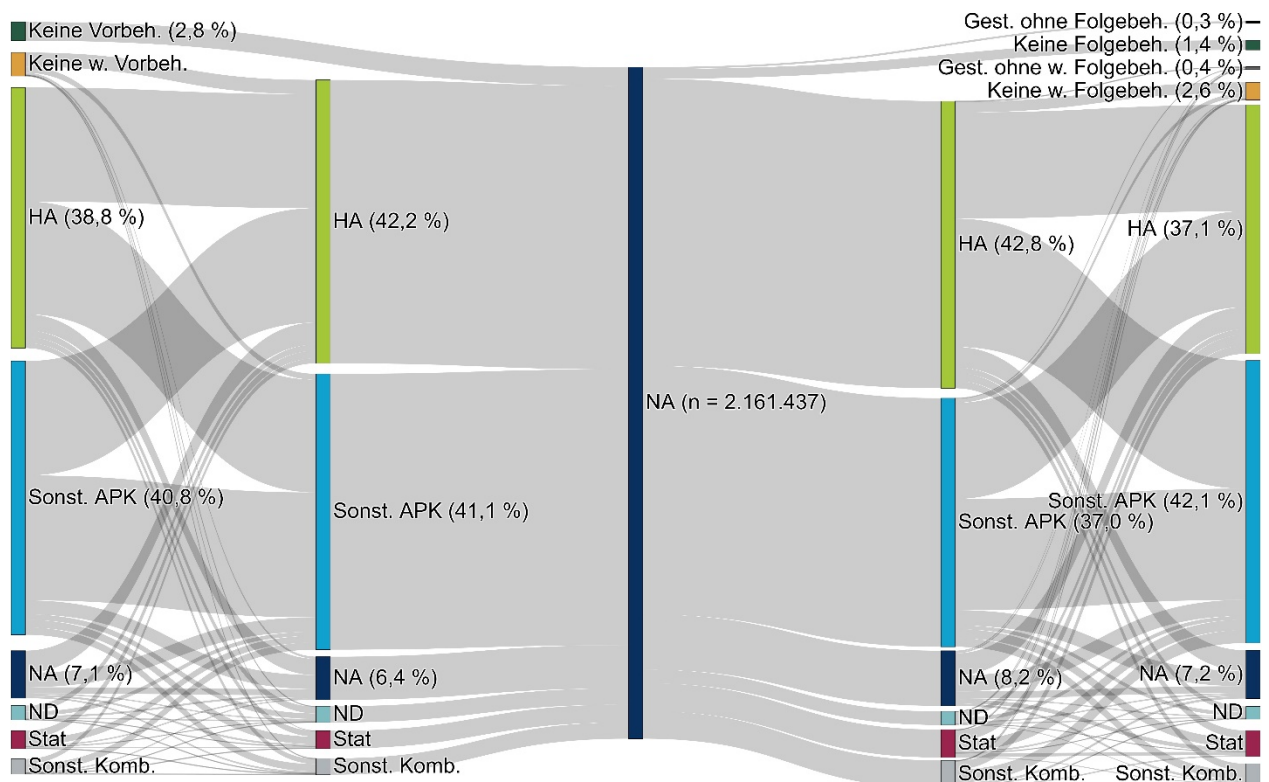 Keine Vorbeh. (2,8 %)
Keine w. Vorbeh.
HA (38,8 %)
Sonst. APK (40,8 %)
NA (7,1 %)
ND
Stat
Sonst. Komb.
HA (42,2 %)
Sonst. APK (41,1 %)
NA (6,4 %)
ND
Stat
Sonst. Komb.
NA (n = 2.161.437)
HA (42,8 %)
Sonst. APK (37,0 %)
NA (8,2 %)
ND
Stat
Sonst. Komb.
Gest. ohne Folgebeh. (0,3 %)
Keine Folgebeh. (1,4 %)
Gest. ohne w. Folgebeh. (0,4 %)
Keine w. Folgebeh. (2,6 %)
HA (37,1 %)
Sonst. APK (42,1 %)
NA (7,2 %)
ND
Stat
Sonst. Komb.